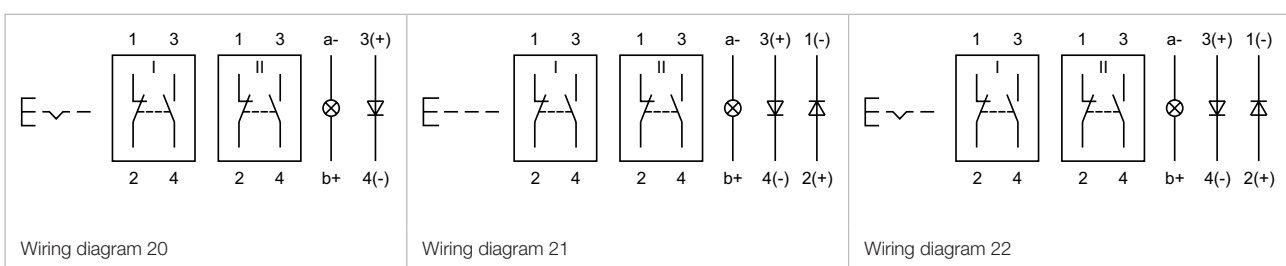 1 3 1 3 a- 3(+)
I II
2 4 2 4 b+ 4(-)
Wiring diagram 20
1 3 1 3 a- 3(+) 1(-)
I II
2 4 2 4 b+ 4(-) 2(+)
Wiring diagram 21
1 3 1 3 a- 3(+) 1(-)
I II
2 4 2 4 b+ 4(-) 2(+)
Wiring diagram 22